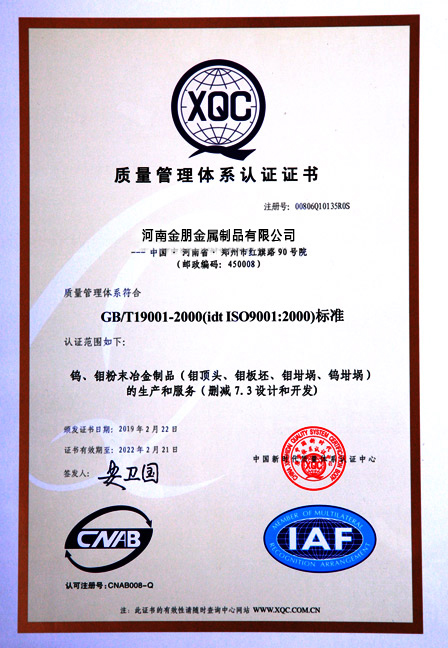 XQC
质量管理体系认证证书
注册号: 00806Q10135R0S
河南金朋金属制品有限公司
--- 中国 · 河南省 · 郑州市红旗路90号院
(邮政编码: 450008)
质量管理体系符合
GB/T19001-2000(idt ISO9001:2000)标准
认证范围如下:
钨、钼粉末冶金制品(钼顶头、钼板坯、钼坩埚、钨坩埚)
的生产和服务(删减7.3设计和开发)
颁发证书日期: 2019年2月22日
证书有效期至: 2022年2月21日
签发人:
中国新时代质量体系认证中心
XQC
CNAB
MEMBER OF MULTILATERAL
IAF
RECOGNITION ARRANGEMENT
认可注册号: CNAB008-Q
注: 此证书的有效性请随时查询中心网站 WWW.XQC.COM.CN